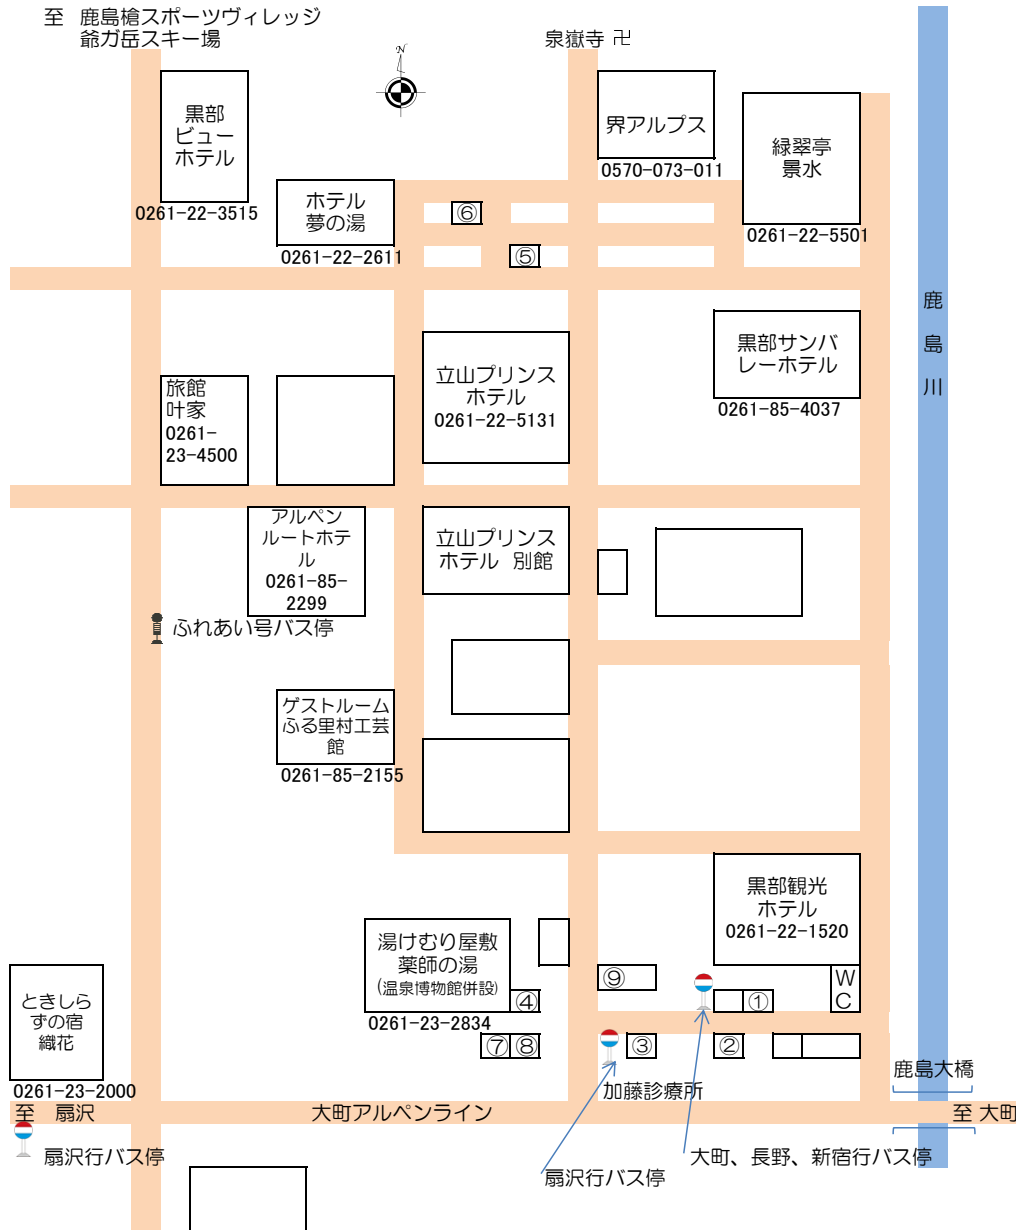 至 鹿島槍スポーツヴィレッジ
爺ガ岳スキー場
泉嶽寺 卍
N
黒部
ビュー
ホテル
0261-22-3515
ホテル
夢の湯
0261-22-2611
界アルプス
0570-073-011
緑翠亭
景水
0261-22-5501
⑥
⑤
鹿
島
川
黒部サンバ
レーホテル
0261-85-4037
立山プリンス
ホテル
0261-22-5131
旅館
叶家
0261-
23-4500
アルペン
ルートホテ
ル
0261-85-
2299
立山プリンス
ホテル 別館
ふれあい号バス停
ゲストルーム
ふる里村工芸
館
0261-85-2155
黒部観光
ホテル
0261-22-1520
湯けむり屋敷
薬師の湯
(温泉博物館併設)
0261-23-2834
④
⑦
⑧
⑨
①
W
C
③
②
ときしら
ずの宿
織花
0261-23-2000
加藤診療所
鹿島大橋
至 扇沢
大町アルペンライン
至 大町
扇沢行バス停
扇沢行バス停
大町、長野、新宿行バス停